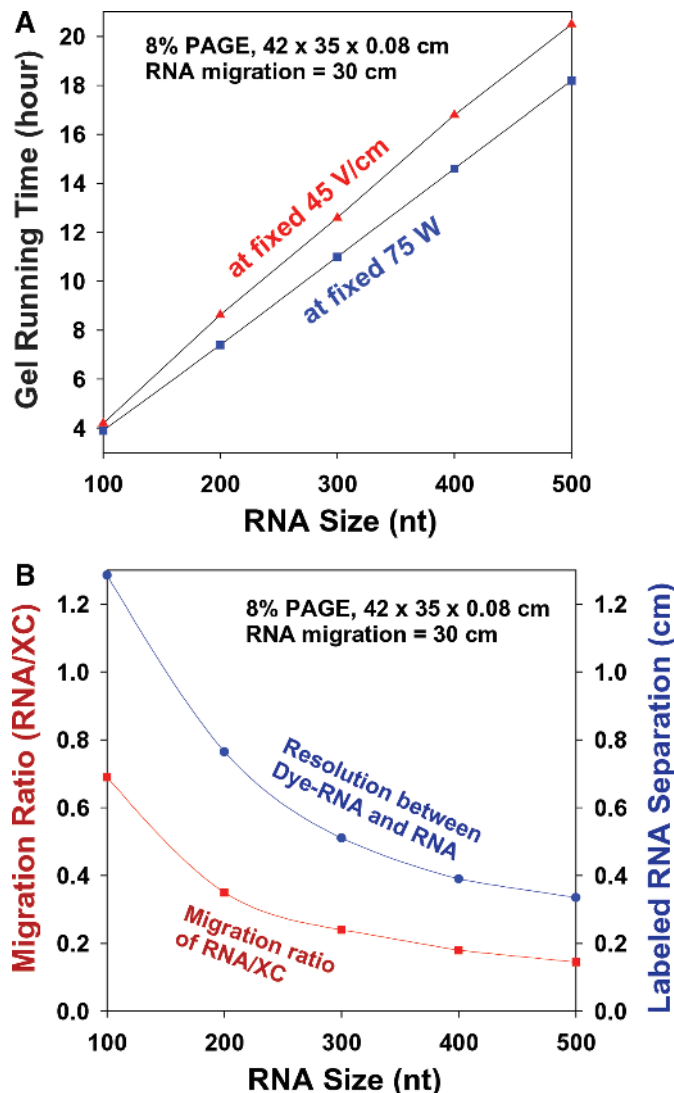 A
8% PAGE, 42 x 35 x 0.08 cm
RNA migration = 30 cm
Gel Running Time (hour)
20
18
16
14
12
10
8
6
4
at fixed 45 V/cm
at fixed 75 W
100 200 300 400 500
RNA Size (nt)
B
8% PAGE, 42 x 35 x 0.08 cm
RNA migration = 30 cm
Migration Ratio (RNA/XC)
1.2
1.0
0.8
0.6
0.4
0.2
0.0
Resolution between
Dye-RNA and RNA
Migration ratio
of RNA/XC
1.2
1.0
0.8
0.6
0.4
0.2
0.0
Labeled RNA Separation (cm)
100 200 300 400 500
RNA Size (nt)